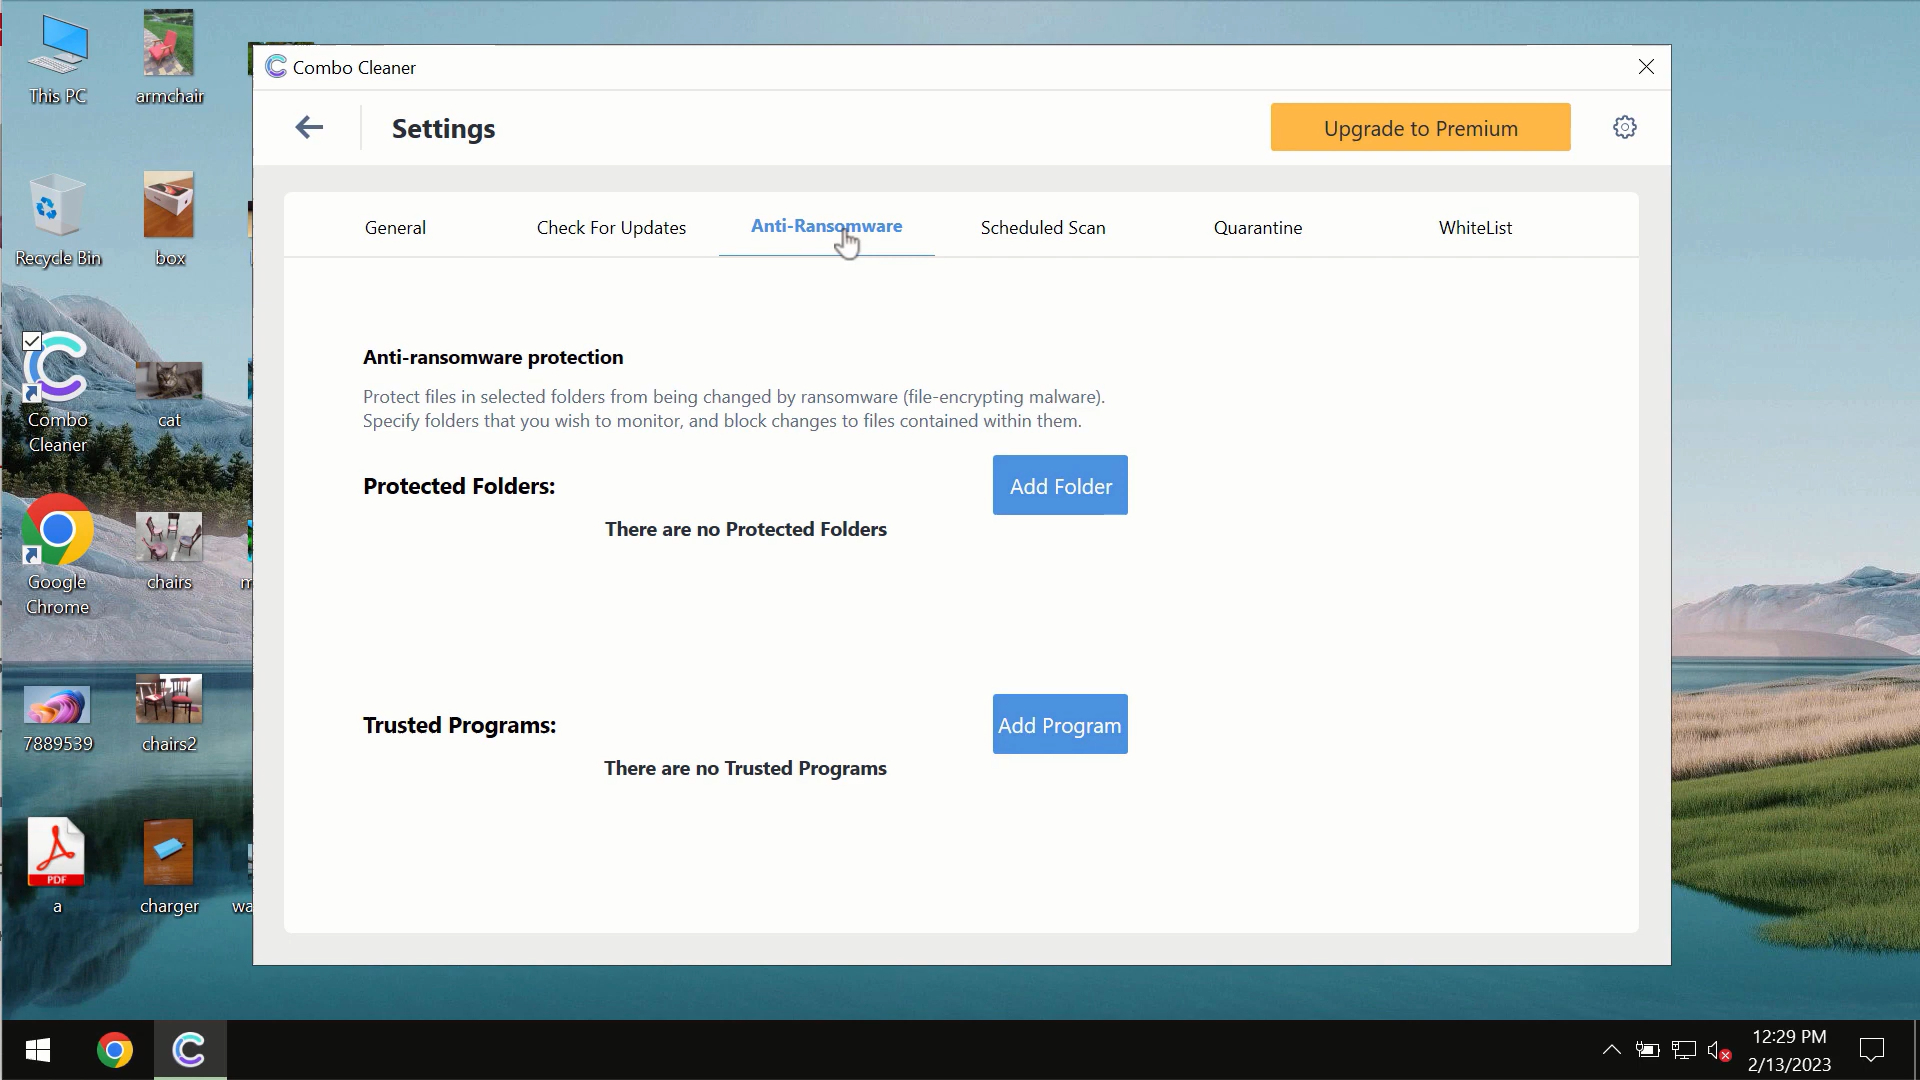 This PC
armchair
Recycle Bin
box
Combo
Cleaner
cat
Google
Chrome
chairs
7889539
chairs2
PDF
a
charger
wa
Combo Cleaner
Settings
Upgrade to Premium
General
Check For Updates
Anti-Ransomware
Scheduled Scan
Quarantine
WhiteList
Anti-ransomware protection
Protect files in selected folders from being changed by ransomware (file-encrypting malware).
Specify folders that you wish to monitor, and block changes to files contained within them.
Protected Folders:
Add Folder
There are no Protected Folders
Trusted Programs:
Add Program
There are no Trusted Programs
12:29 PM
2/13/2023